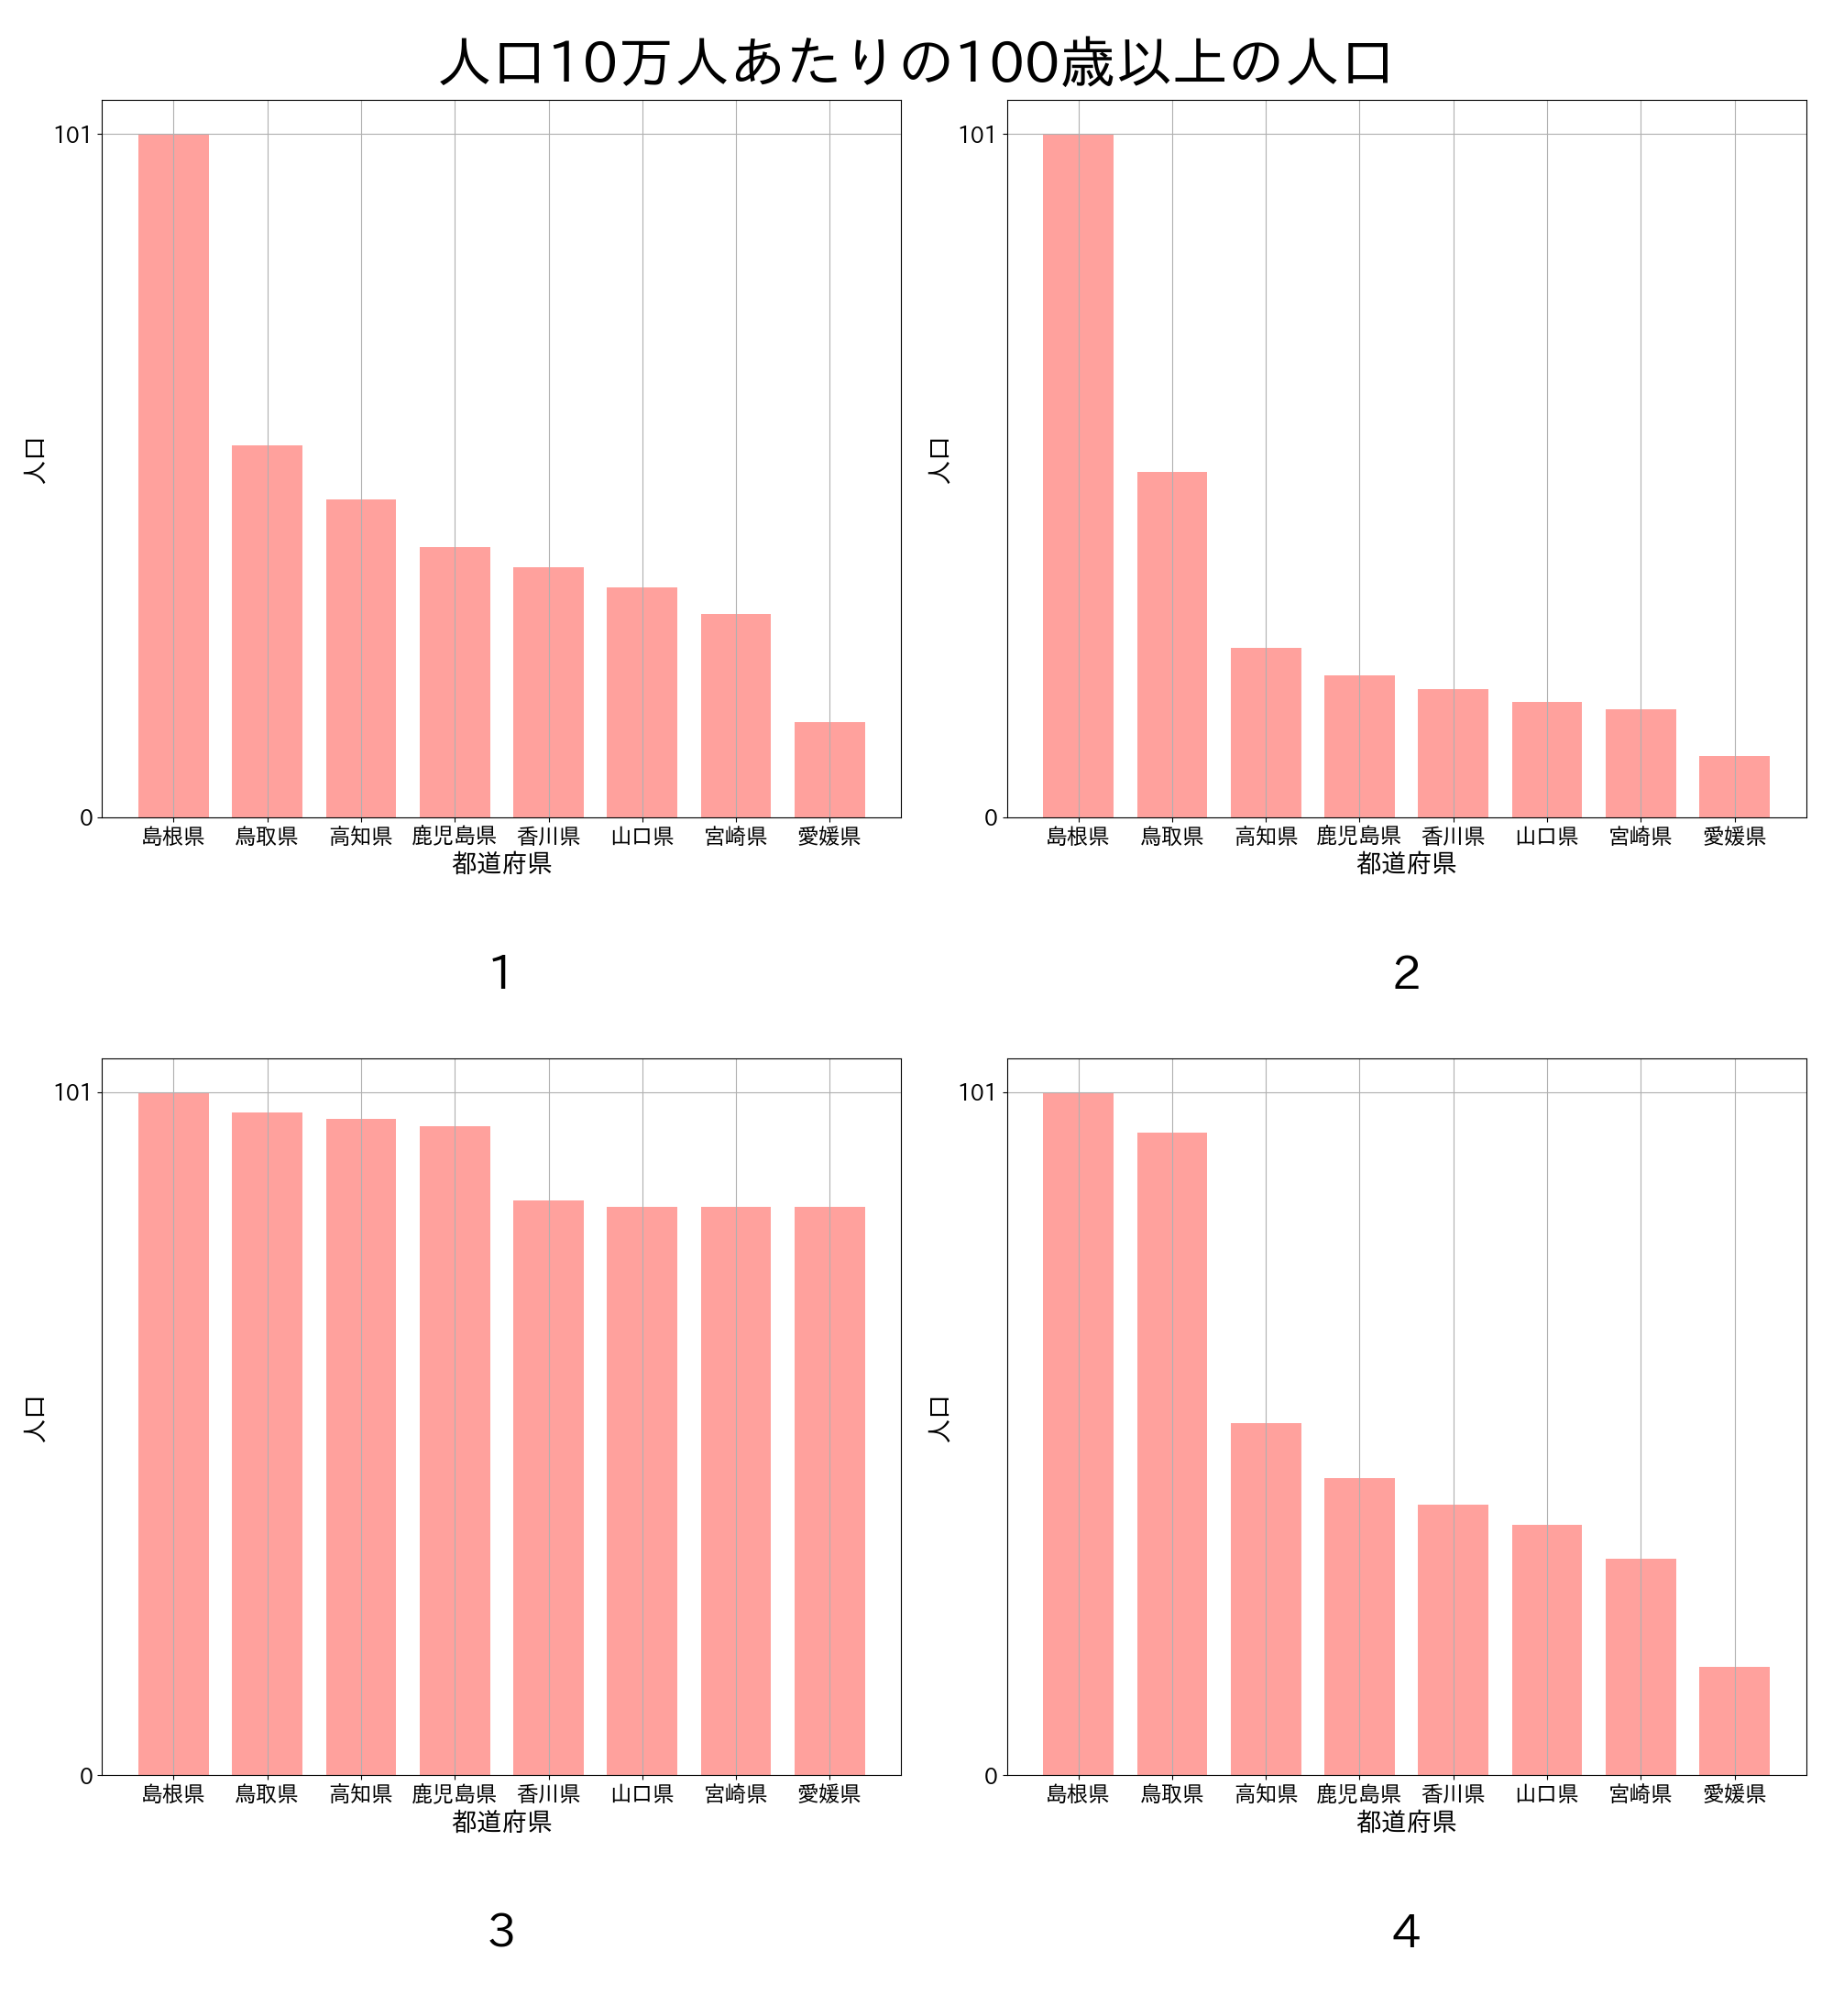 人口10万人あたりの100歳以上の人口
101
人口
0
島根県 鳥取県 高知県 鹿児島県 香川県 山口県 宮崎県 愛媛県
都道府県
1
101
人口
0
島根県 鳥取県 高知県 鹿児島県 香川県 山口県 宮崎県 愛媛県
都道府県
2
101
人口
0
島根県 鳥取県 高知県 鹿児島県 香川県 山口県 宮崎県 愛媛県
都道府県
3
101
人口
0
島根県 鳥取県 高知県 鹿児島県 香川県 山口県 宮崎県 愛媛県
都道府県
4